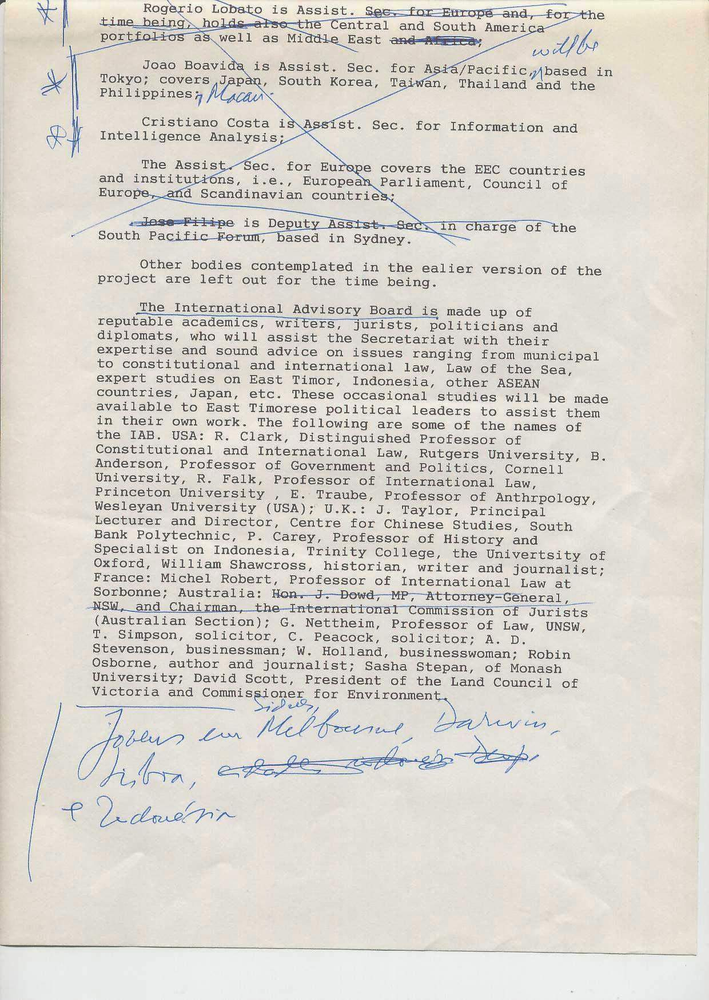 Rogerio Lobato is Assist. Sec. for Europe and, for the
time being, holds also the Central and South America
portfolios as well as Middle East and Africa;
will be
Joao Boavida is Assist. Sec. for Asia/Pacific, based in
Tokyo; covers Japan, South Korea, Taiwan, Thailand and the
Philippines; Macau
Cristiano Costa is Assist. Sec. for Information and
Intelligence Analysis;
The Assist. Sec. for Europe covers the EEC countries
and institutions, i.e., European Parliament, Council of
Europe, and Scandinavian countries;
Jose Filipe is Deputy Assist. Sec. in charge of the
South Pacific Forum, based in Sydney.
Other bodies contemplated in the ealier version of the
project are left out for the time being.
The International Advisory Board is made up of
reputable academics, writers, jurists, politicians and
diplomats, who will assist the Secretariat with their
expertise and sound advice on issues ranging from municipal
to constitutional and international law, Law of the Sea,
expert studies on East Timor, Indonesia, other ASEAN
countries, Japan, etc. These occasional studies will be made
available to East Timorese political leaders to assist them
in their own work. The following are some of the names of
the IAB. USA: R. Clark, Distinguished Professor of
Constitutional and International Law, Rutgers University, B.
Anderson, Professor of Government and Politics, Cornell
University, R. Falk, Professor of International Law,
Princeton University , E. Traube, Professor of Anthrpology,
Wesleyan University (USA); U.K.: J. Taylor, Principal
Lecturer and Director, Centre for Chinese Studies, South
Bank Polytechnic, P. Carey, Professor of History and
Specialist on Indonesia, Trinity College, the Univertsity of
Oxford, William Shawcross, historian, writer and journalist;
France: Michel Robert, Professor of International Law at
Sorbonne; Australia: Hon. J. Dowd, MP, Attorney-General,
NSW, and Chairman, the International Commission of Jurists
(Australian Section); G. Nettheim, Professor of Law, UNSW,
T. Simpson, solicitor, C. Peacock, solicitor; A. D.
Stevenson, businessman; W. Holland, businesswoman; Robin
Osborne, author and journalist; Sasha Stepan, of Monash
University; David Scott, President of the Land Council of
Victoria and Commissioner for Environment.
Jovens em Melbourne, Darwin,
Lisboa,
e Indonésia